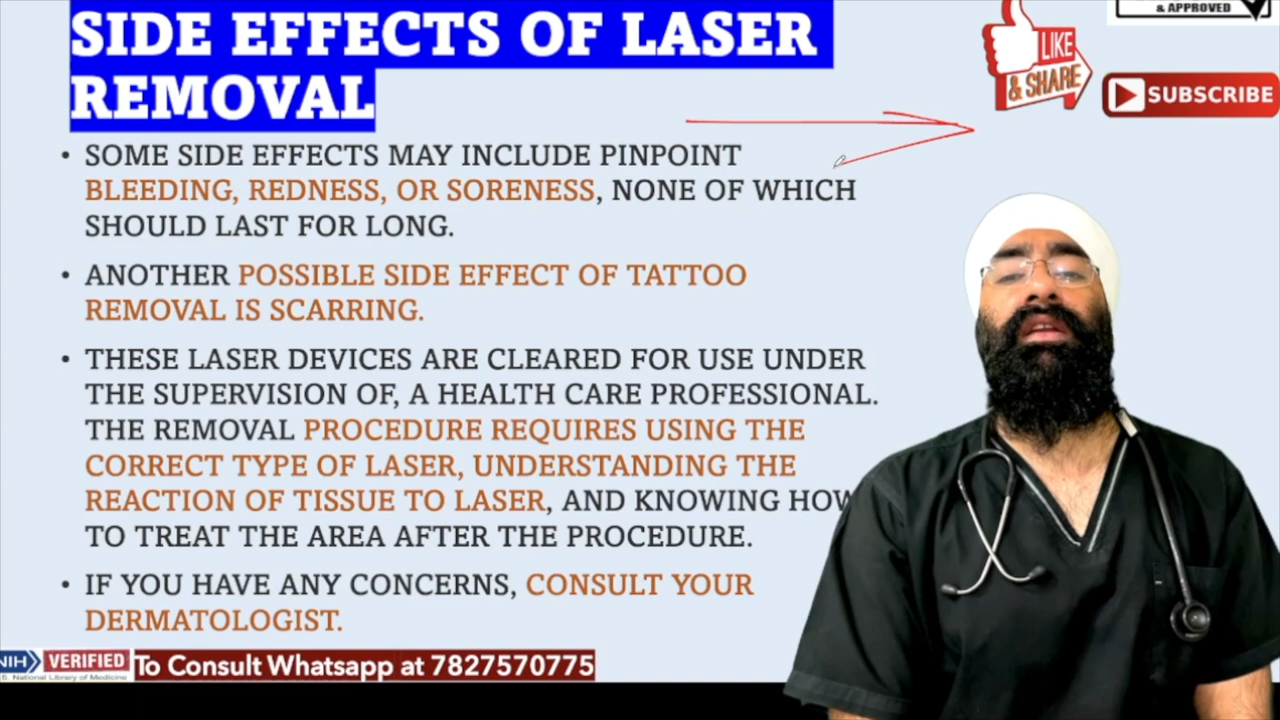 SIDE EFFECTS OF LASER
REMOVAL
& APPROVED
LIKE
& SHARE
SUBSCRIBE
• SOME SIDE EFFECTS MAY INCLUDE PINPOINT
BLEEDING, REDNESS, OR SORENESS, NONE OF WHICH
SHOULD LAST FOR LONG.
• ANOTHER POSSIBLE SIDE EFFECT OF TATTOO
REMOVAL IS SCARRING.
• THESE LASER DEVICES ARE CLEARED FOR USE UNDER
THE SUPERVISION OF, A HEALTH CARE PROFESSIONAL.
THE REMOVAL PROCEDURE REQUIRES USING THE
CORRECT TYPE OF LASER, UNDERSTANDING THE
REACTION OF TISSUE TO LASER, AND KNOWING HOW
TO TREAT THE AREA AFTER THE PROCEDURE.
• IF YOU HAVE ANY CONCERNS, CONSULT YOUR
DERMATOLOGIST.
NIH VERIFIED
S. National Library of Medicine
To Consult Whatsapp at 7827570775